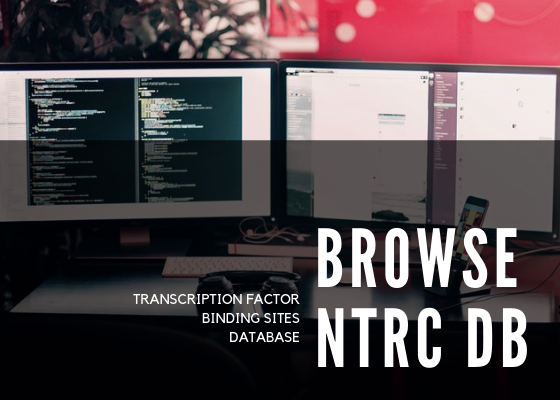 BROWSE
NTRC DB
TRANSCRIPTION FACTOR
BINDING SITES
DATABASE